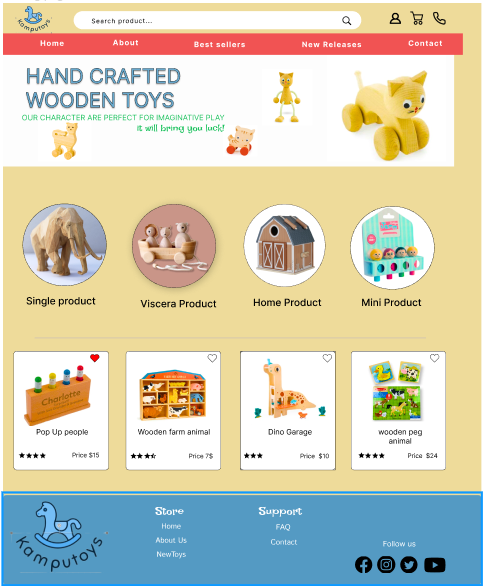 Kamputoys
Search product...
Home About Best sellers New Releases Contact
HAND CRAFTED
WOODEN TOYS
OUR CHARACTER ARE PERFECT FOR IMAGINATIVE PLAY
it will bring you luck!
Single product Viscera Product Home Product Mini Product
Charlotte
Pop Up people Wooden farm animal Dino Garage wooden peg
animal
Price $15 Price 7$ Price $10 Price $24
Store Support
Home FAQ
About Us Contact
NewToys
Follow us
Kamputoys